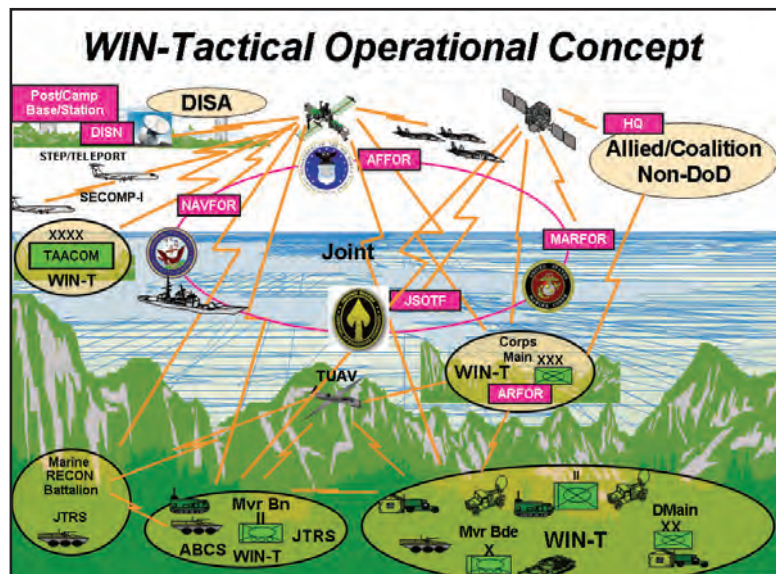 WIN-Tactical Operational Concept
Post/Camp
Base/Station
DISN
DISA
STEP/TELEPORT
SECOMP-I
AFFOR
HQ
Allied/Coalition
Non-DoD
NAVFOR
XXXX
TAACOM
WIN-T
Joint
MARFOR
JSOTF
Corps
Main
XXX
WIN-T
ARFOR
TUAV
Marine
RECON
Battalion
JTRS
Mvr Bn
II
ABCS
JTRS
WIN-T
II
Mvr Bde
X
WIN-T
DMain
XX